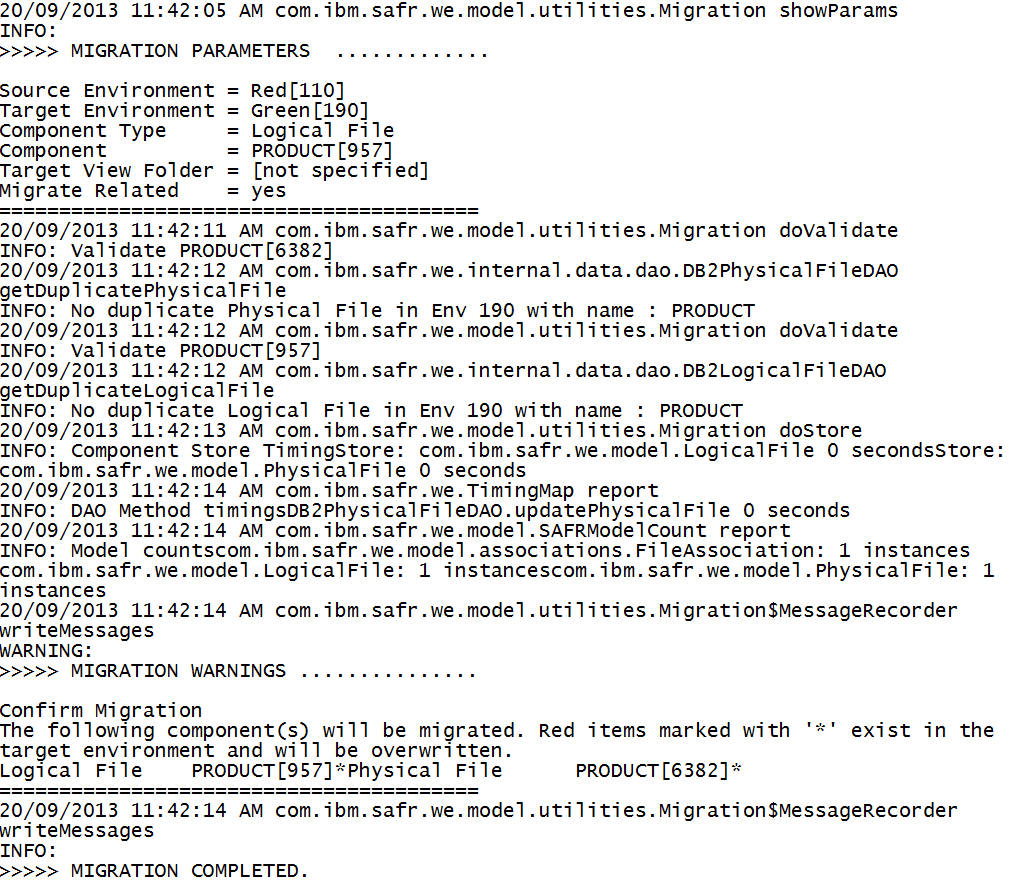 20/09/2013 11:42:05 AM com.ibm.safr.we.model.utilities.Migration showParams
INFO:
>>>>> MIGRATION PARAMETERS  .............
Source Environment = Red[110]
Target Environment = Green[190]
Component Type     = Logical File
Component          = PRODUCT[957]
Target View Folder = [not specified]
Migrate Related    = yes
========================================
20/09/2013 11:42:11 AM com.ibm.safr.we.model.utilities.Migration doValidate
INFO: Validate PRODUCT[6382]
20/09/2013 11:42:12 AM com.ibm.safr.we.internal.data.dao.DB2PhysicalFileDAO
getDuplicatePhysicalFile
INFO: No duplicate Physical File in Env 190 with name : PRODUCT
20/09/2013 11:42:12 AM com.ibm.safr.we.model.utilities.Migration doValidate
INFO: Validate PRODUCT[957]
20/09/2013 11:42:12 AM com.ibm.safr.we.internal.data.dao.DB2LogicalFileDAO
getDuplicateLogicalFile
INFO: No duplicate Logical File in Env 190 with name : PRODUCT
20/09/2013 11:42:13 AM com.ibm.safr.we.model.utilities.Migration doStore
INFO: Component Store TimingStore: com.ibm.safr.we.model.LogicalFile 0 secondsStore:
com.ibm.safr.we.model.PhysicalFile 0 seconds
20/09/2013 11:42:14 AM com.ibm.safr.we.TimingMap report
INFO: DAO Method timingsDB2PhysicalFileDAO.updatePhysicalFile 0 seconds
20/09/2013 11:42:14 AM com.ibm.safr.we.model.SAFRModelCount report
INFO: Model countscom.ibm.safr.we.model.associations.FileAssociation: 1 instances
com.ibm.safr.we.model.LogicalFile: 1 instancescom.ibm.safr.we.model.PhysicalFile: 1
instances
20/09/2013 11:42:14 AM com.ibm.safr.we.model.utilities.Migration$MessageRecorder
writeMessages
WARNING:
>>>>> MIGRATION WARNINGS ...............
Confirm Migration
The following component(s) will be migrated. Red items marked with '*' exist in the
target environment and will be overwritten.
Logical File    PRODUCT[957]*Physical File      PRODUCT[6382]*
========================================
20/09/2013 11:42:14 AM com.ibm.safr.we.model.utilities.Migration$MessageRecorder
writeMessages
INFO:
>>>>> MIGRATION COMPLETED.